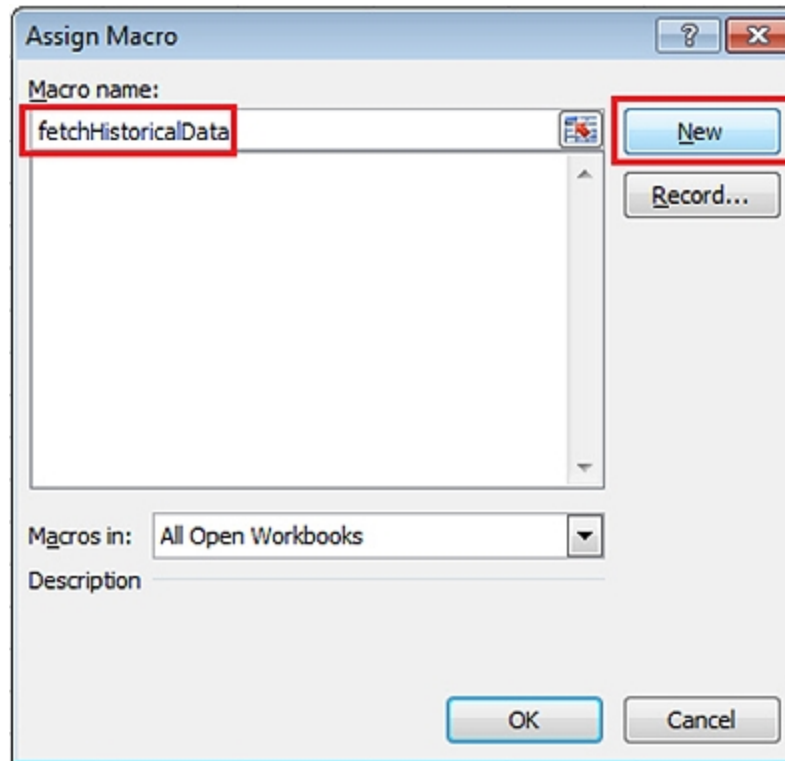 Assign Macro
Macro name:
fetchHistoricalData
New
Record...
Macros in: All Open Workbooks
Description
OK Cancel